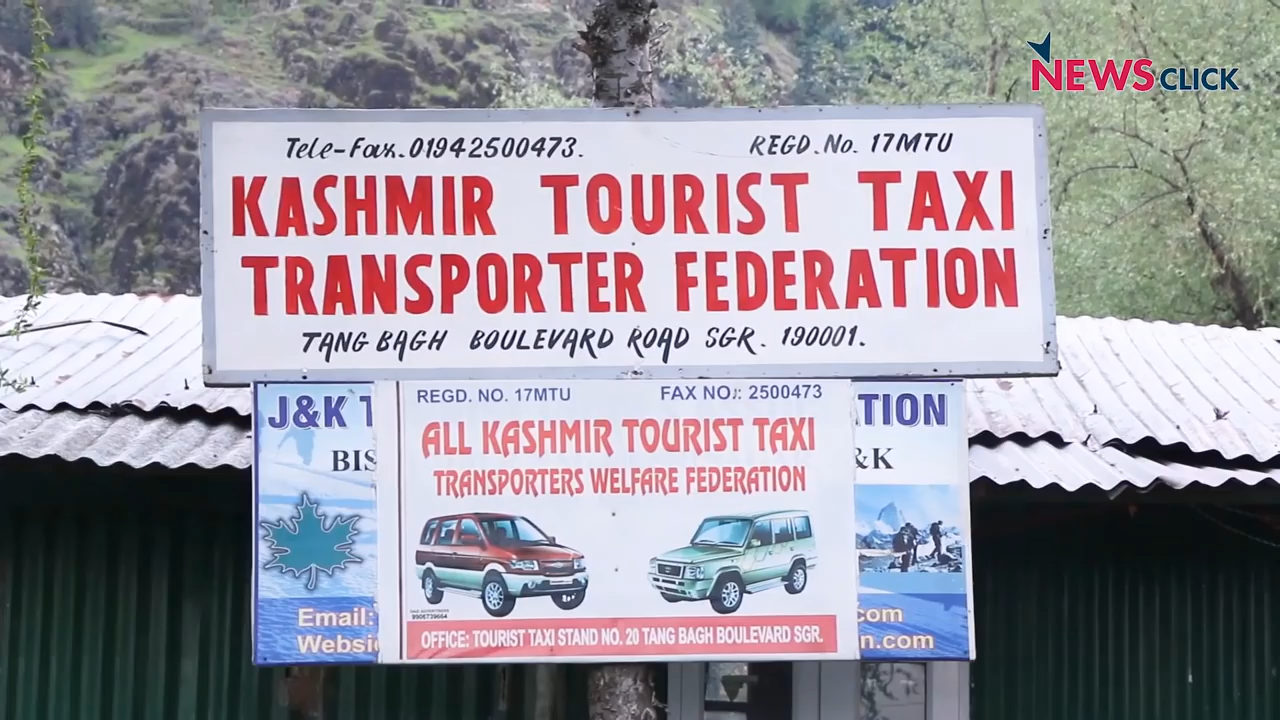 NEWSCLICK
Tele-Fax.01942500473. REGD.No. 17MTU
KASHMIR TOURIST TAXI
TRANSPORTER FEDERATION
TANG BAGH BOULEVARD ROAD SGR. 190001.
REGD. NO. 17MTU FAX NO.: 2500473
ALL KASHMIR TOURIST TAXI
TRANSPORTERS WELFARE FEDERATION
9906739664
OFFICE: TOURIST TAXI STAND NO. 20 TANG BAGH BOULEVARD SGR.
J&K T
BIS
Email:
Websi
TION
&K
com
n.com